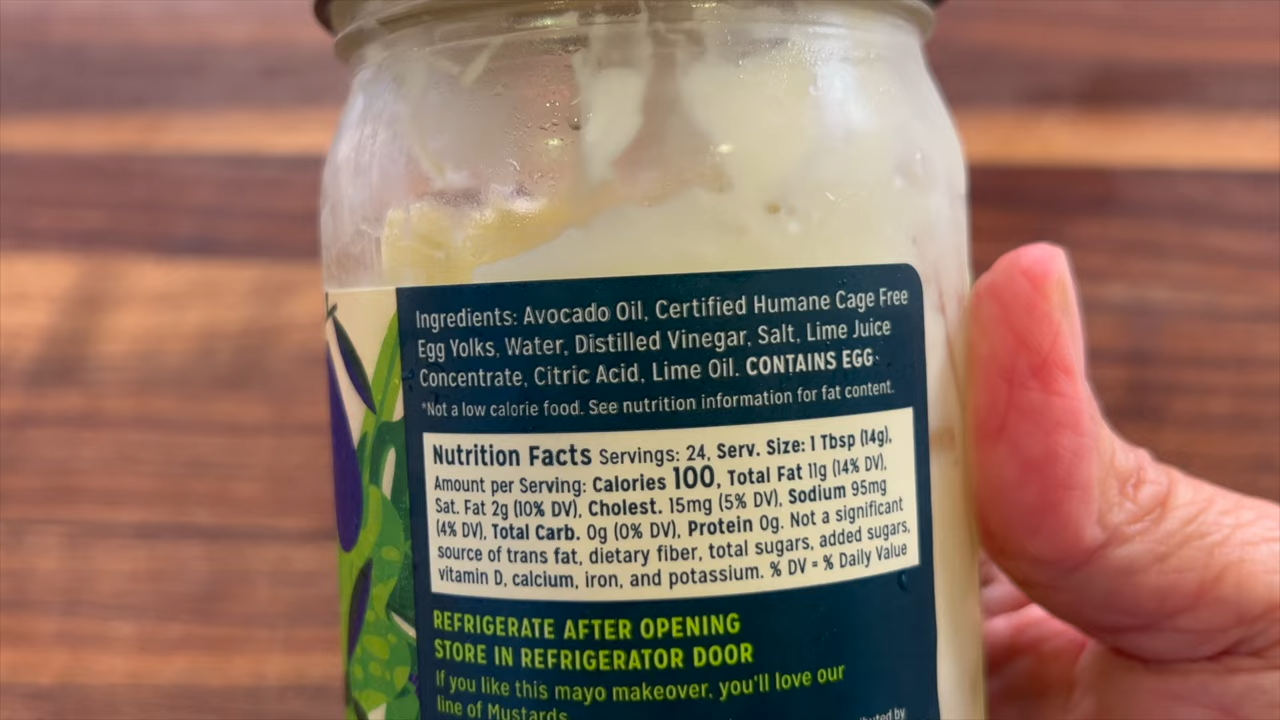 Ingredients: Avocado Oil, Certified Humane Cage Free
Egg Yolks, Water, Distilled Vinegar, Salt, Lime Juice
Concentrate, Citric Acid, Lime Oil. CONTAINS EGG.
*Not a low calorie food. See nutrition information for fat content.
Nutrition Facts Servings: 24, Serv. Size: 1 Tbsp (14g),
Amount per Serving: Calories 100, Total Fat 11g (14% DV),
Sat. Fat 2g (10% DV), Cholest. 15mg (5% DV), Sodium 95mg
(4% DV), Total Carb. 0g (0% DV), Protein 0g. Not a significant
source of trans fat, dietary fiber, total sugars, added sugars,
vitamin D, calcium, iron, and potassium. % DV = % Daily Value
REFRIGERATE AFTER OPENING
STORE IN REFRIGERATOR DOOR
If you like this mayo makeover, you'll love our
line of Mustards
by